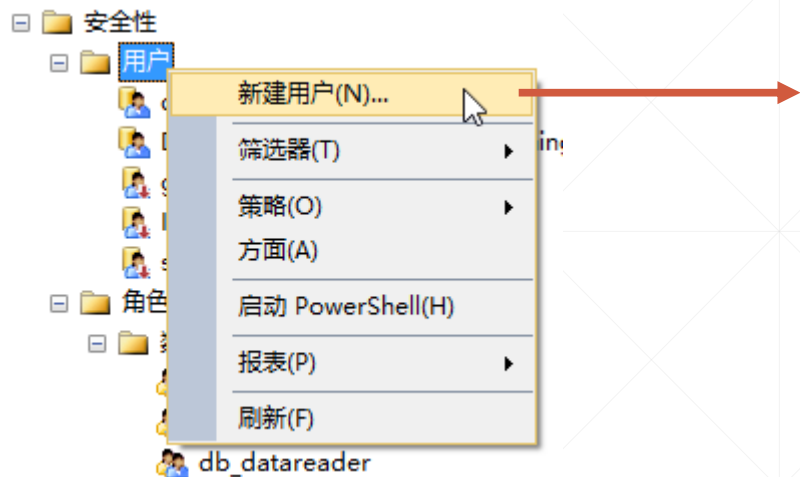 安全性
用户
新建用户(N)...
筛选器(T)
策略(O)
方面(A)
角色
启动 PowerShell(H)
报表(P)
刷新(F)
db_datareader